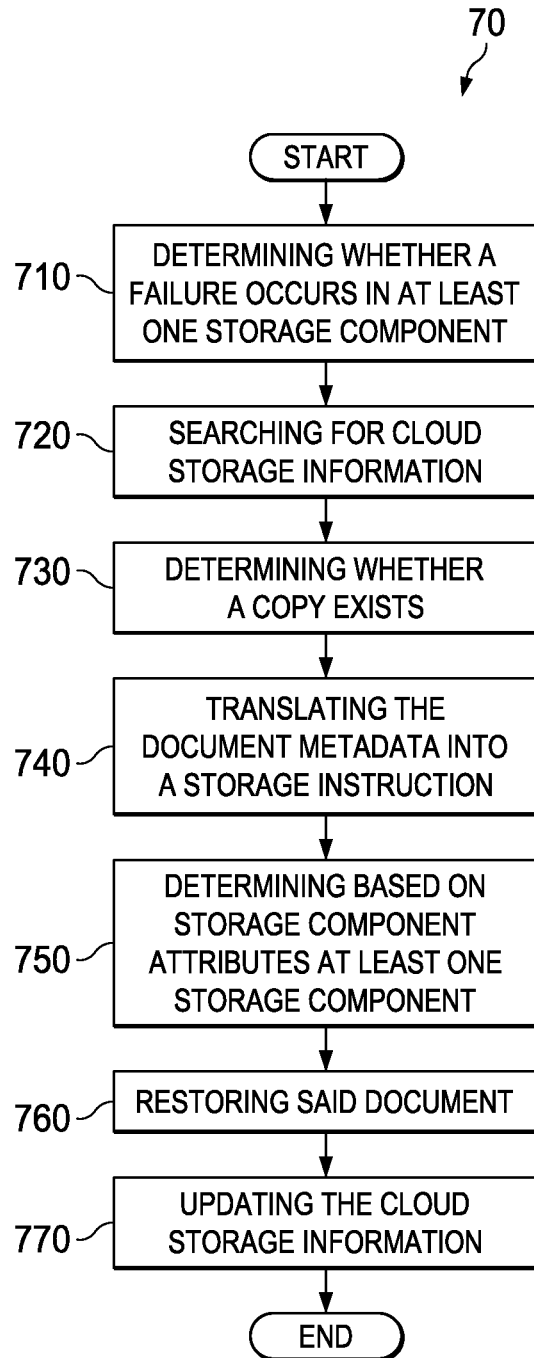 70
START
710
DETERMINING WHETHER A
FAILURE OCCURS IN AT LEAST
ONE STORAGE COMPONENT
720
SEARCHING FOR CLOUD
STORAGE INFORMATION
730
DETERMINING WHETHER
A COPY EXISTS
740
TRANSLATING THE
DOCUMENT METADATA INTO
A STORAGE INSTRUCTION
750
DETERMINING BASED ON
STORAGE COMPONENT
ATTRIBUTES AT LEAST ONE
STORAGE COMPONENT
760
RESTORING SAID DOCUMENT
770
UPDATING THE CLOUD
STORAGE INFORMATION
END